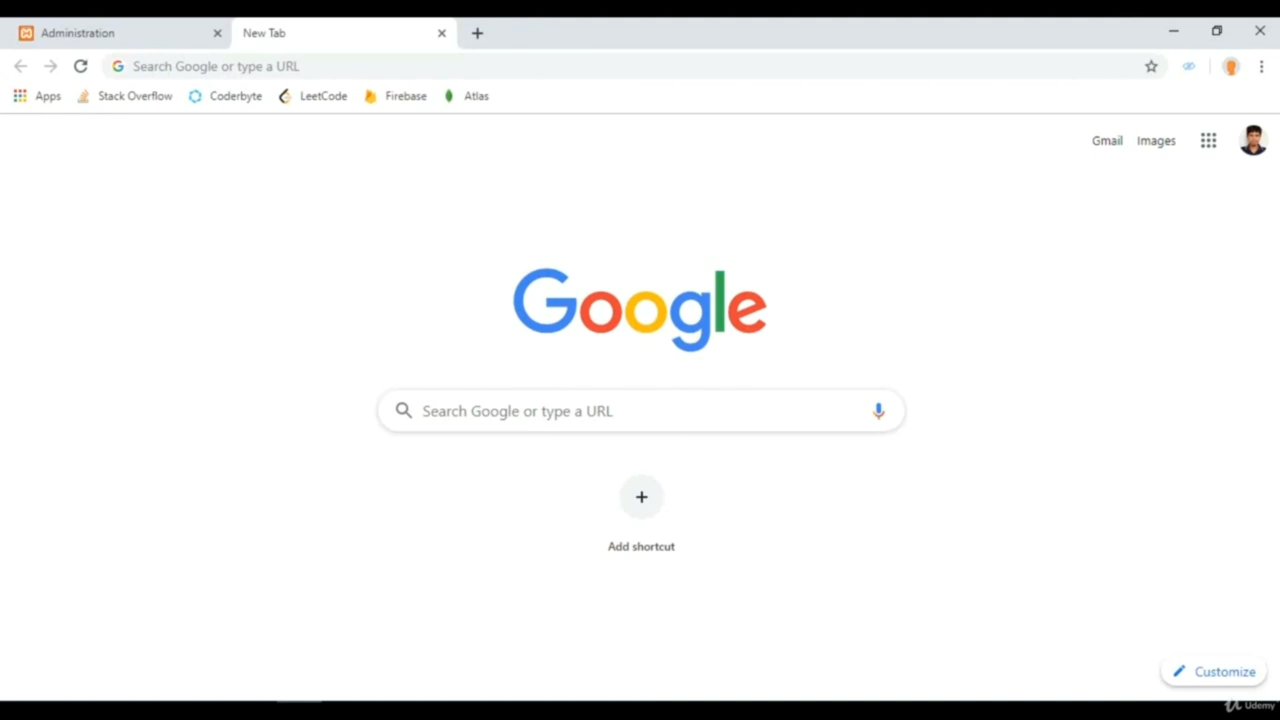 Administration
New Tab
Search Google or type a URL
Apps
Stack Overflow
Coderbyte
LeetCode
Firebase
Atlas
Gmail
Images
Google
Search Google or type a URL
Add shortcut
Customize
Udemy